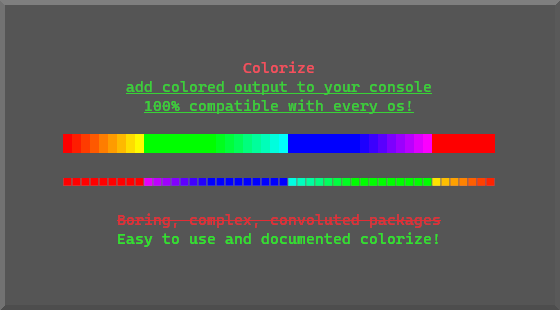 Colorize
add colored output to your console
100% compatible with every os!
Boring, complex, convoluted packages
Easy to use and documented colorize!